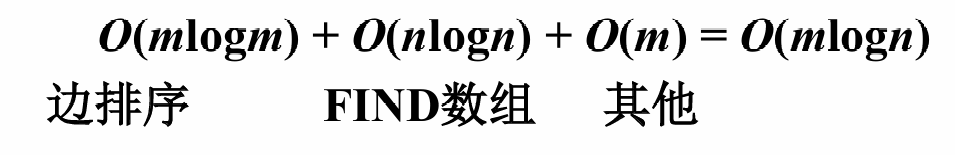 O(mlogm) + O(nlogn) + O(m) = O(mlogn)
边排序 FIND数组 其他